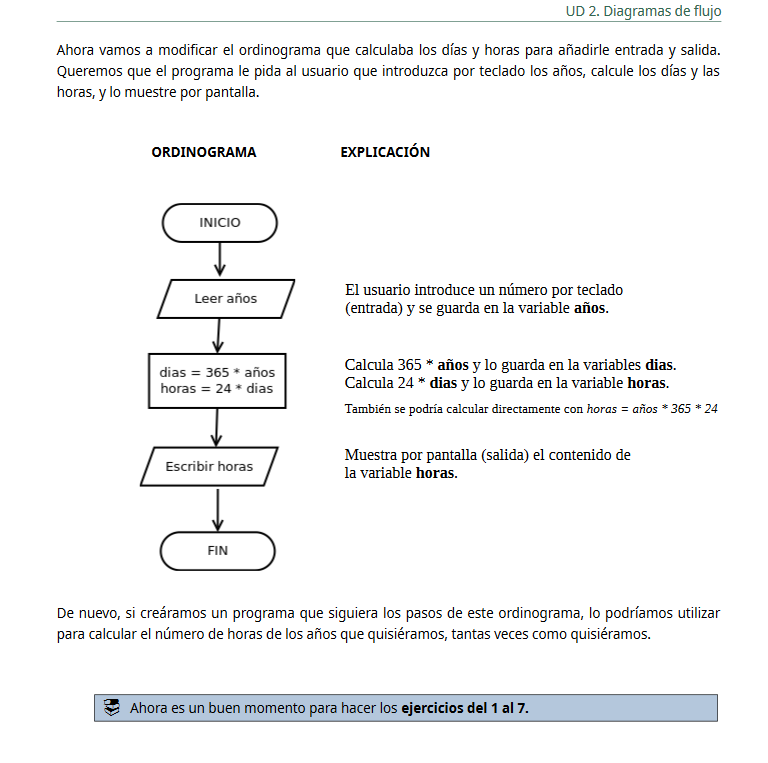 UD 2. Diagramas de flujo
Ahora vamos a modificar el ordinograma que calculaba los días y horas para añadirle entrada y salida.
Queremos que el programa le pida al usuario que introduzca por teclado los años, calcule los días y las
horas, y lo muestre por pantalla.
ORDINOGRAMA
EXPLICACIÓN
INICIO
Leer años
El usuario introduce un número por teclado
(entrada) y se guarda en la variable años.
dias = 365 * años
horas = 24 * dias
Calcula 365 * años y lo guarda en la variables dias.
Calcula 24 * dias y lo guarda en la variable horas.
También se podría calcular directamente con horas = años * 365 * 24
Escribir horas
Muestra por pantalla (salida) el contenido de
la variable horas.
FIN
De nuevo, si creáramos un programa que siguiera los pasos de este ordinograma, lo podríamos utilizar
para calcular el número de horas de los años que quisiéramos, tantas veces como quisiéramos.
Ahora es un buen momento para hacer los ejercicios del 1 al 7.